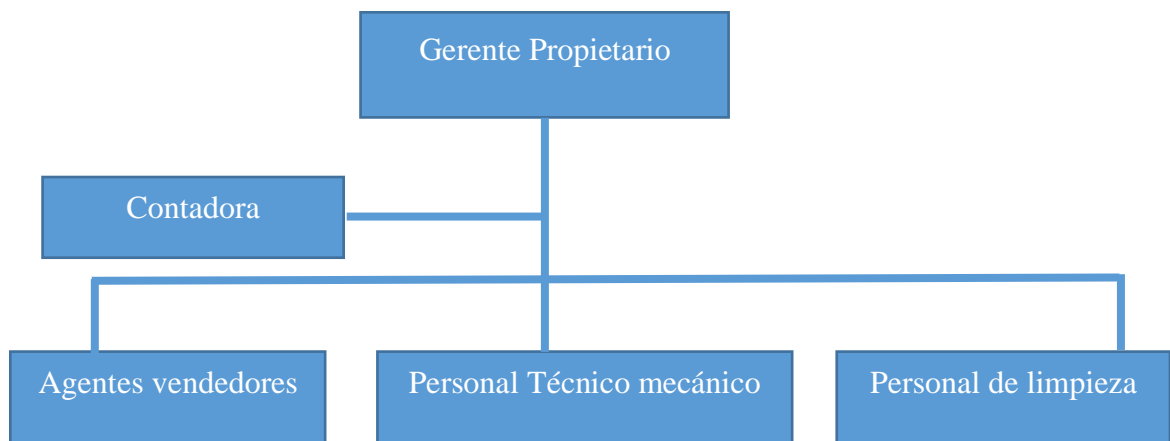 Gerente Propietario
Contadora
Agentes vendedores
Personal Técnico mecánico
Personal de limpieza